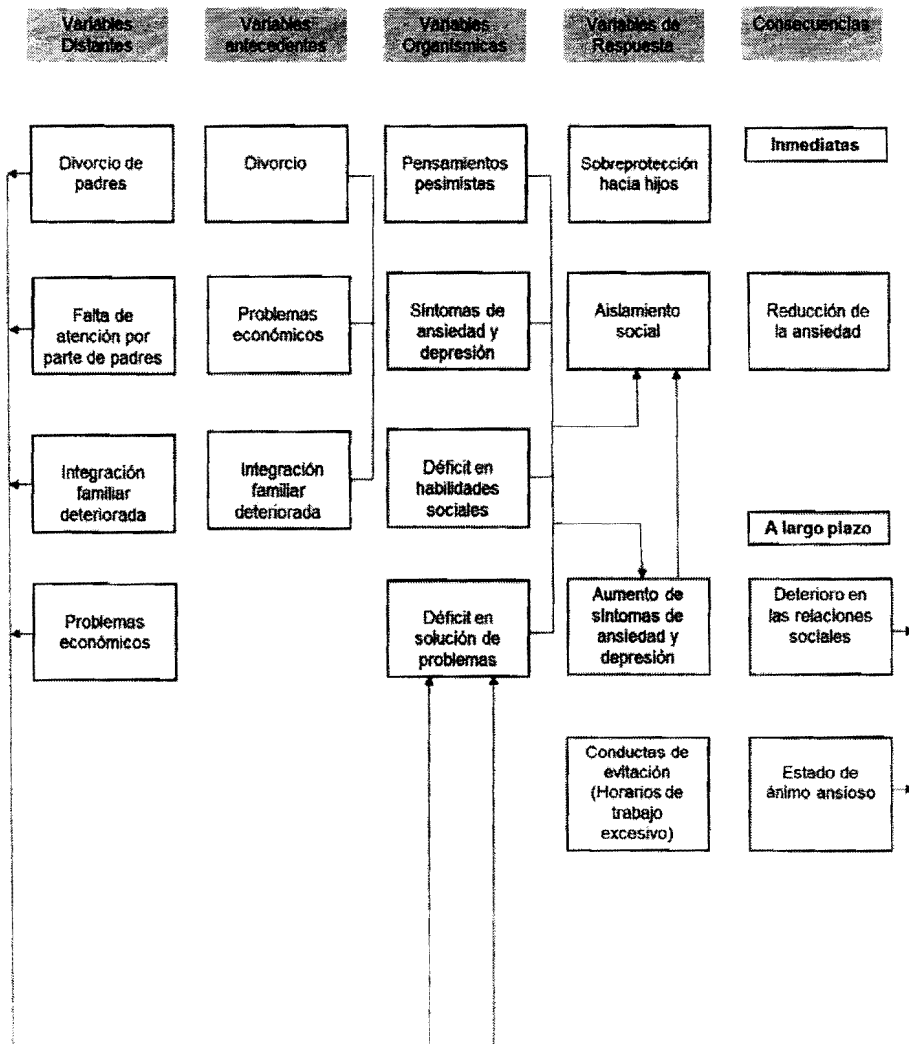 Variables
Distantes
Variables
antecedentes
Variables
Organísmicas
Variables de
Respuesta
Consecuencias
Divorcio de
padres
Divorcio
Pensamientos
pesimistas
Sobreprotección
hacia hijos
Inmediatas
Falta de
atención por
parte de padres
Problemas
económicos
Síntomas de
ansiedad y
depresión
Aislamiento
social
Reducción de
la ansiedad
Integración
familiar
deteriorada
Integración
familiar
deteriorada
Déficit en
habilidades
sociales
A largo plazo
Problemas
económicos
Déficit en
solución de
problemas
Aumento de
síntomas de
ansiedad y
depresión
Deterioro en
las relaciones
sociales
Conductas de
evitación
(Horarios de
trabajo
excesivo)
Estado de
ánimo ansioso